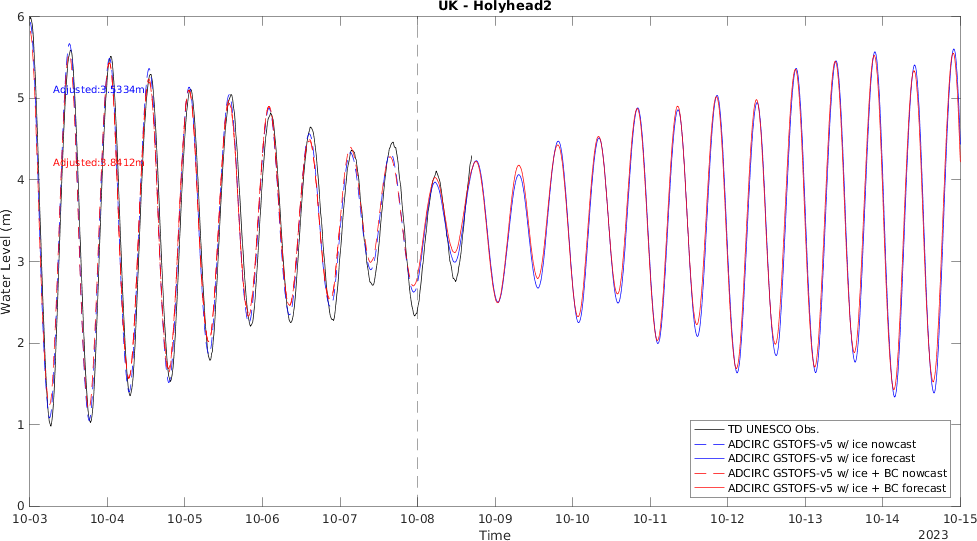 UK - Holyhead2
6
5
4
3
2
1
0
Water Level (m)
Adjusted:3.5334m
Adjusted:3.8412m
TD UNESCO Obs.
ADCIRC GSTOFS-v5 w/ ice nowcast
ADCIRC GSTOFS-v5 w/ ice forecast
ADCIRC GSTOFS-v5 w/ ice + BC nowcast
ADCIRC GSTOFS-v5 w/ ice + BC forecast
10-03 10-04 10-05 10-06 10-07 10-08 10-09 10-10 10-11 10-12 10-13 10-14 10-15
Time
2023